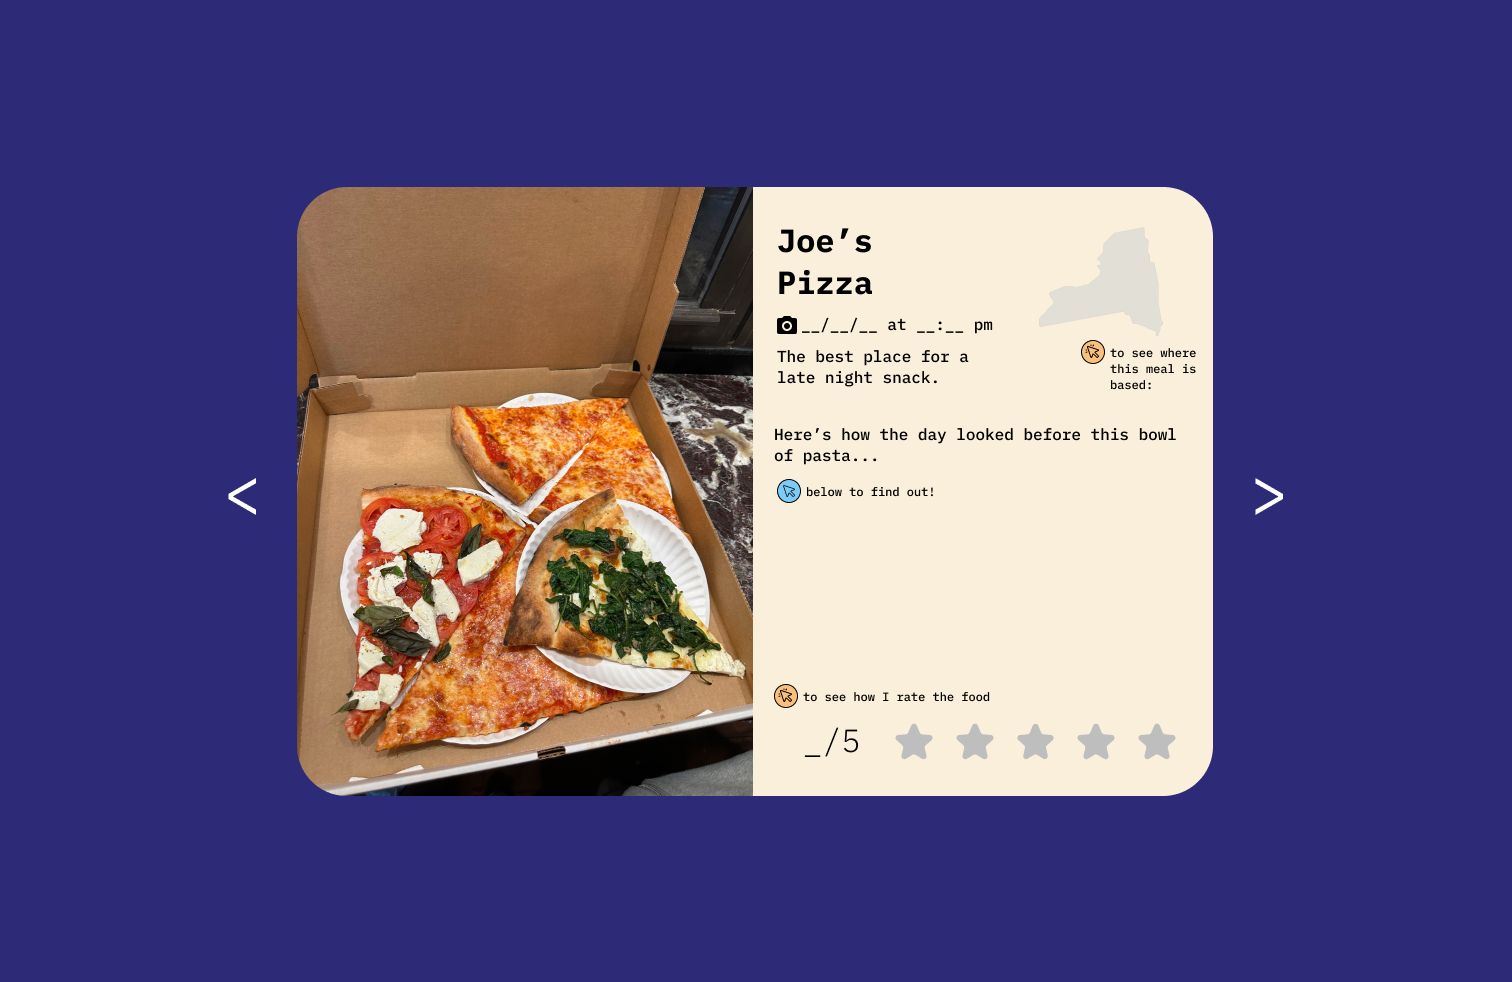 Joe’s
Pizza
__/__/__ at __:__ pm
The best place for a
late night snack.
to see where
this meal is
based:
Here’s how the day looked before this bowl
of pasta...
< >
below to find out!
to see how I rate the food
_/5